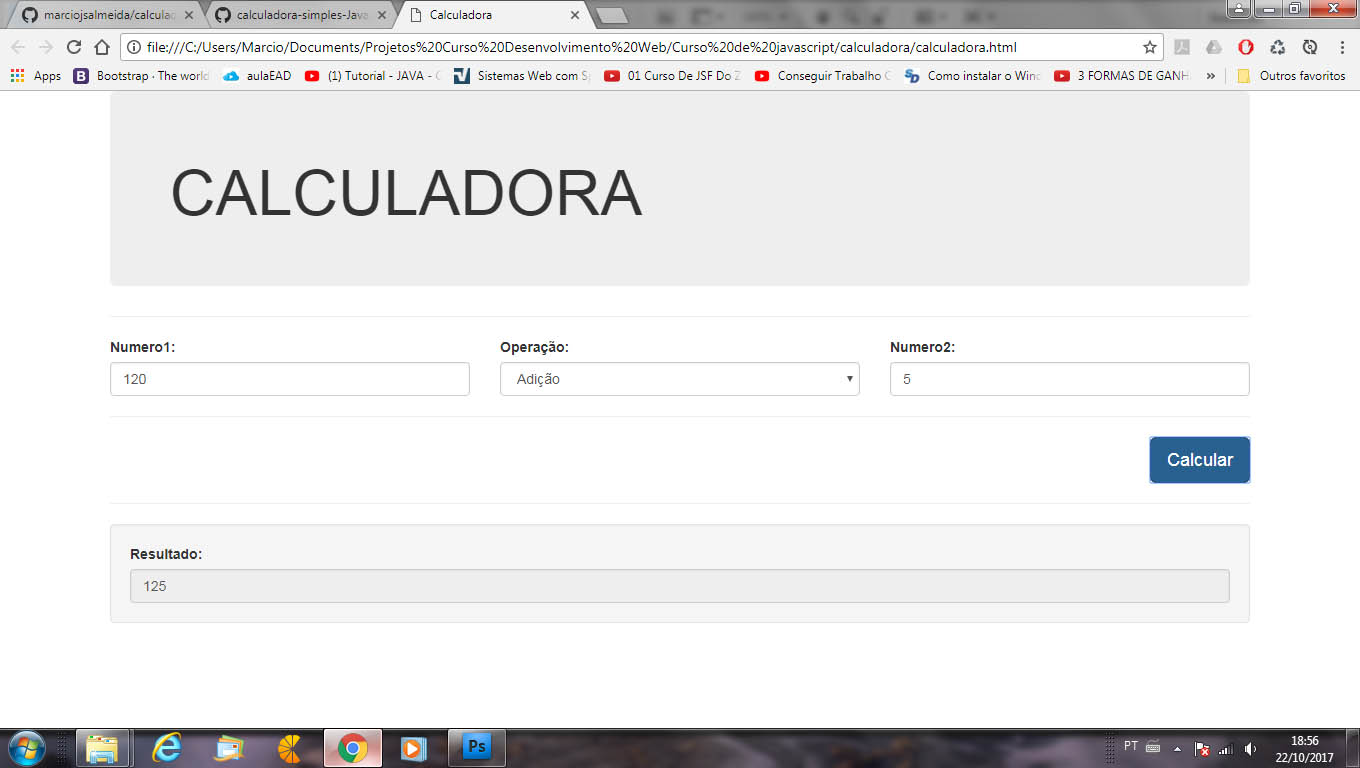 marciojsalmeida/calculad
calculadora-simples-Java
Calculadora
file:///C:/Users/Marcio/Documents/Projetos%20Curso%20Desenvolvimento%20Web/Curso%20de%20javascript/calculadora/calculadora.html
Apps
B Bootstrap · The world
aulaEAD
(1) Tutorial - JAVA - C
Sistemas Web com S
01 Curso De JSF Do Z
Conseguir Trabalho C
Como instalar o Wind
3 FORMAS DE GANH
»
Outros favoritos
CALCULADORA
Numero1:
Operação:
Numero2:
120
Adição
5
Calcular
Resultado:
125
Ps
PT
18:56
22/10/2017